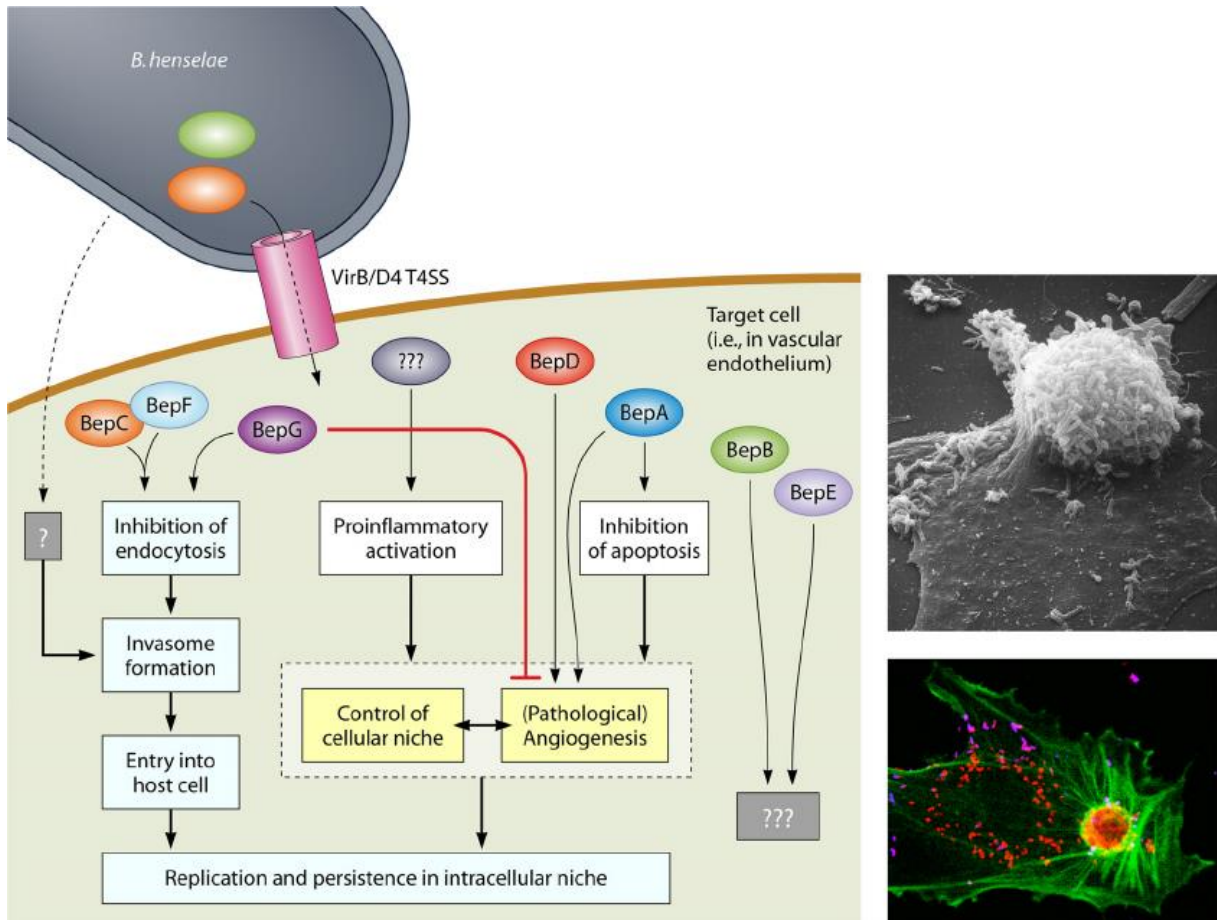 B. henselae
VirB/D4 T4SS
Target cell
(i.e., in vascular
endothelium)
???
BepD
BepC
BepF
BepG
BepA
BepB
BepE
?
Inhibition of
endocytosis
Proinflammatory
activation
Inhibition
of apoptosis
Invasome
formation
Control of
cellular niche
(Pathological)
Angiogenesis
Entry into
host cell
???
Replication and persistence in intracellular niche